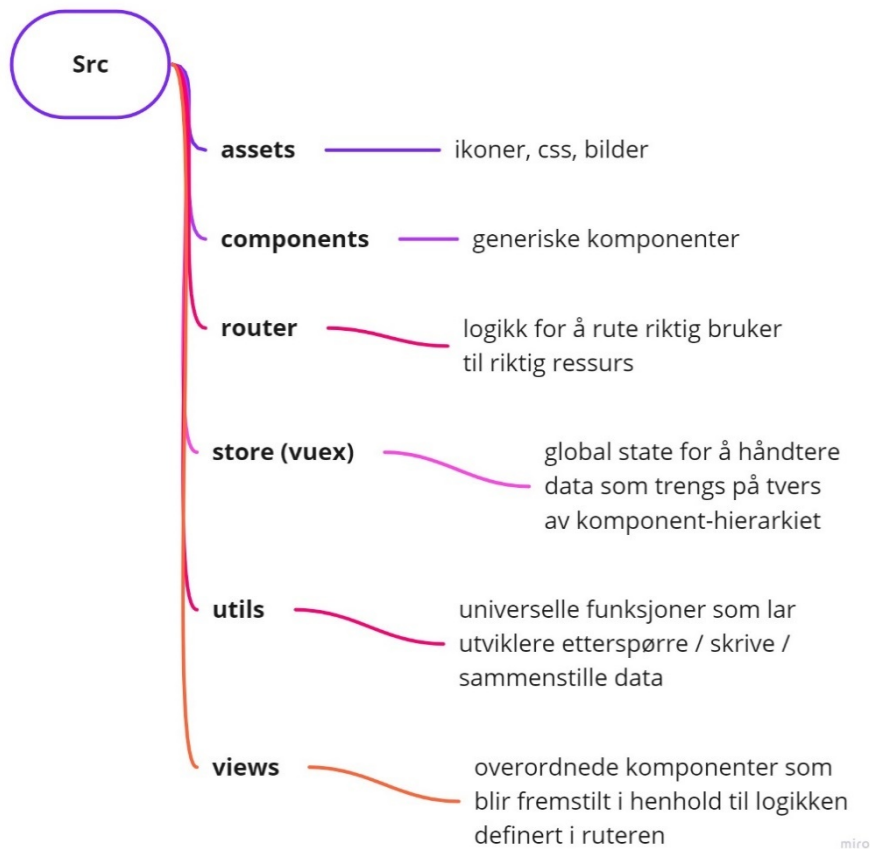 Src
assets
ikoner, css, bilder
components
generiske komponenter
router
logikk for å rute riktig bruker
til riktig ressurs
store (vuex)
global state for å håndtere
data som trengs på tvers
av komponent-hierarkiet
utils
universelle funksjoner som lar
utviklere etterspørre / skrive /
sammenstille data
views
overordnede komponenter som
blir fremstilt i henhold til logikken
definert i ruteren
miro